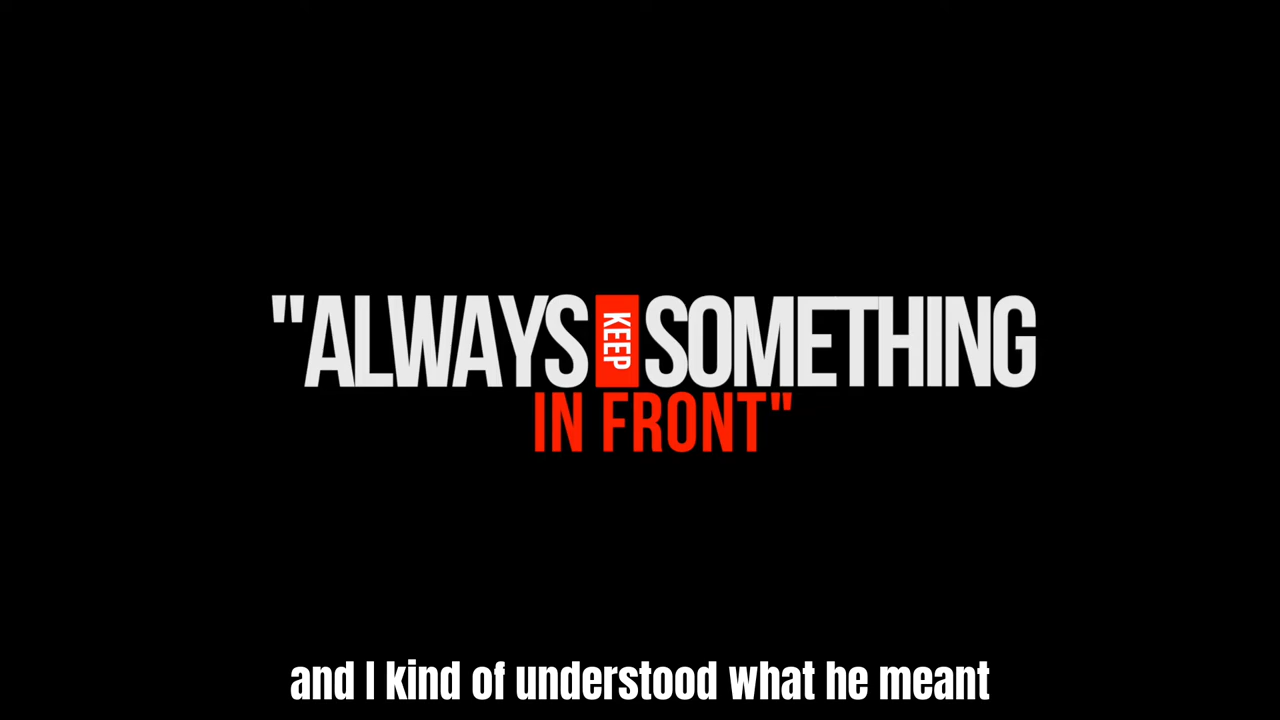 "ALWAYS KEEP SOMETHING
IN FRONT"
and I kind of understood what he meant